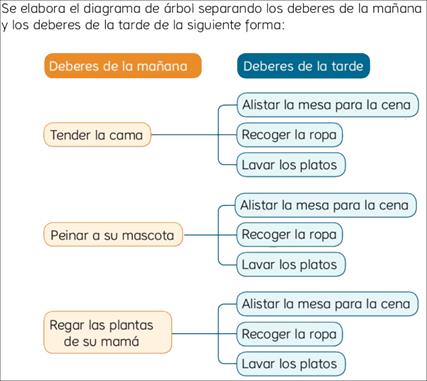 Se elabora el diagrama de árbol separando los deberes de la mañana
y los deberes de la tarde de la siguiente forma:
Deberes de la mañana
Deberes de la tarde
Tender la cama
Alistar la mesa para la cena
Recoger la ropa
Lavar los platos
Peinar a su mascota
Alistar la mesa para la cena
Recoger la ropa
Lavar los platos
Regar las plantas
de su mamá
Alistar la mesa para la cena
Recoger la ropa
Lavar los platos